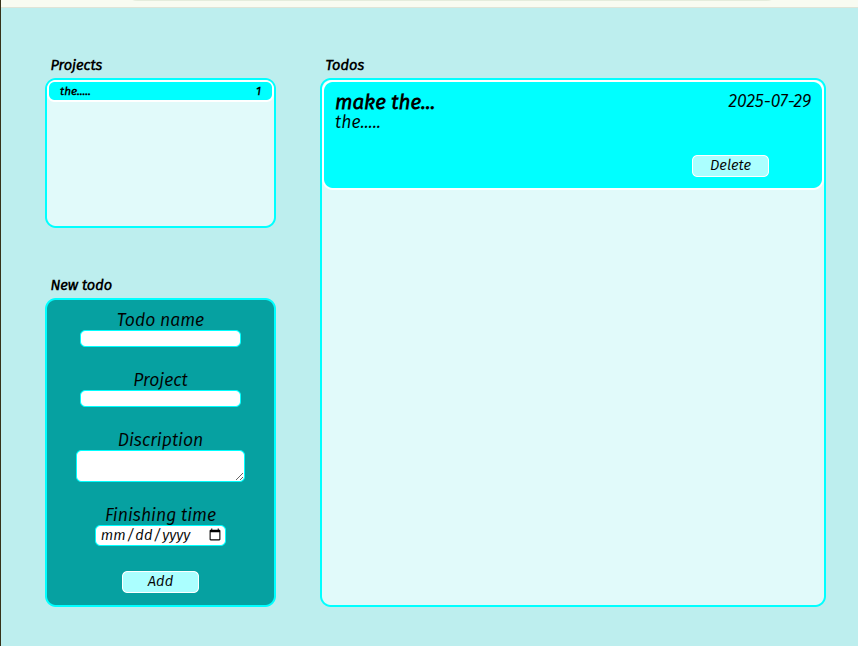 Projects
the..... 1
Todos
make the... 2025-07-29
the.....
Delete
New todo
Todo name
Project
Discription
Finishing time
mm/dd/yyyy
Add